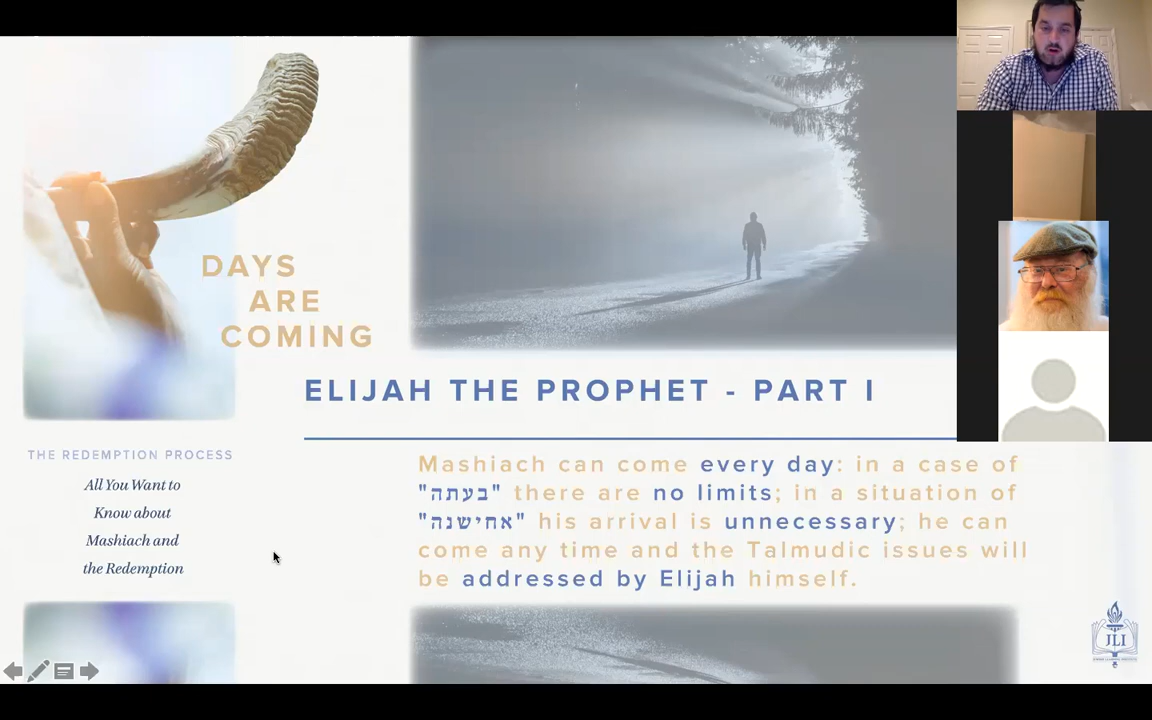 DAYS
ARE
COMING
ELIJAH THE PROPHET - PART I
THE REDEMPTION PROCESS
All You Want to
Know about
Mashiach and
the Redemption
Mashiach can come every day: in a case of
"בעתה" there are no limits; in a situation of
"אחישנה" his arrival is unnecessary; he can
come any time and the Talmudic issues will
be addressed by Elijah himself.
JLI